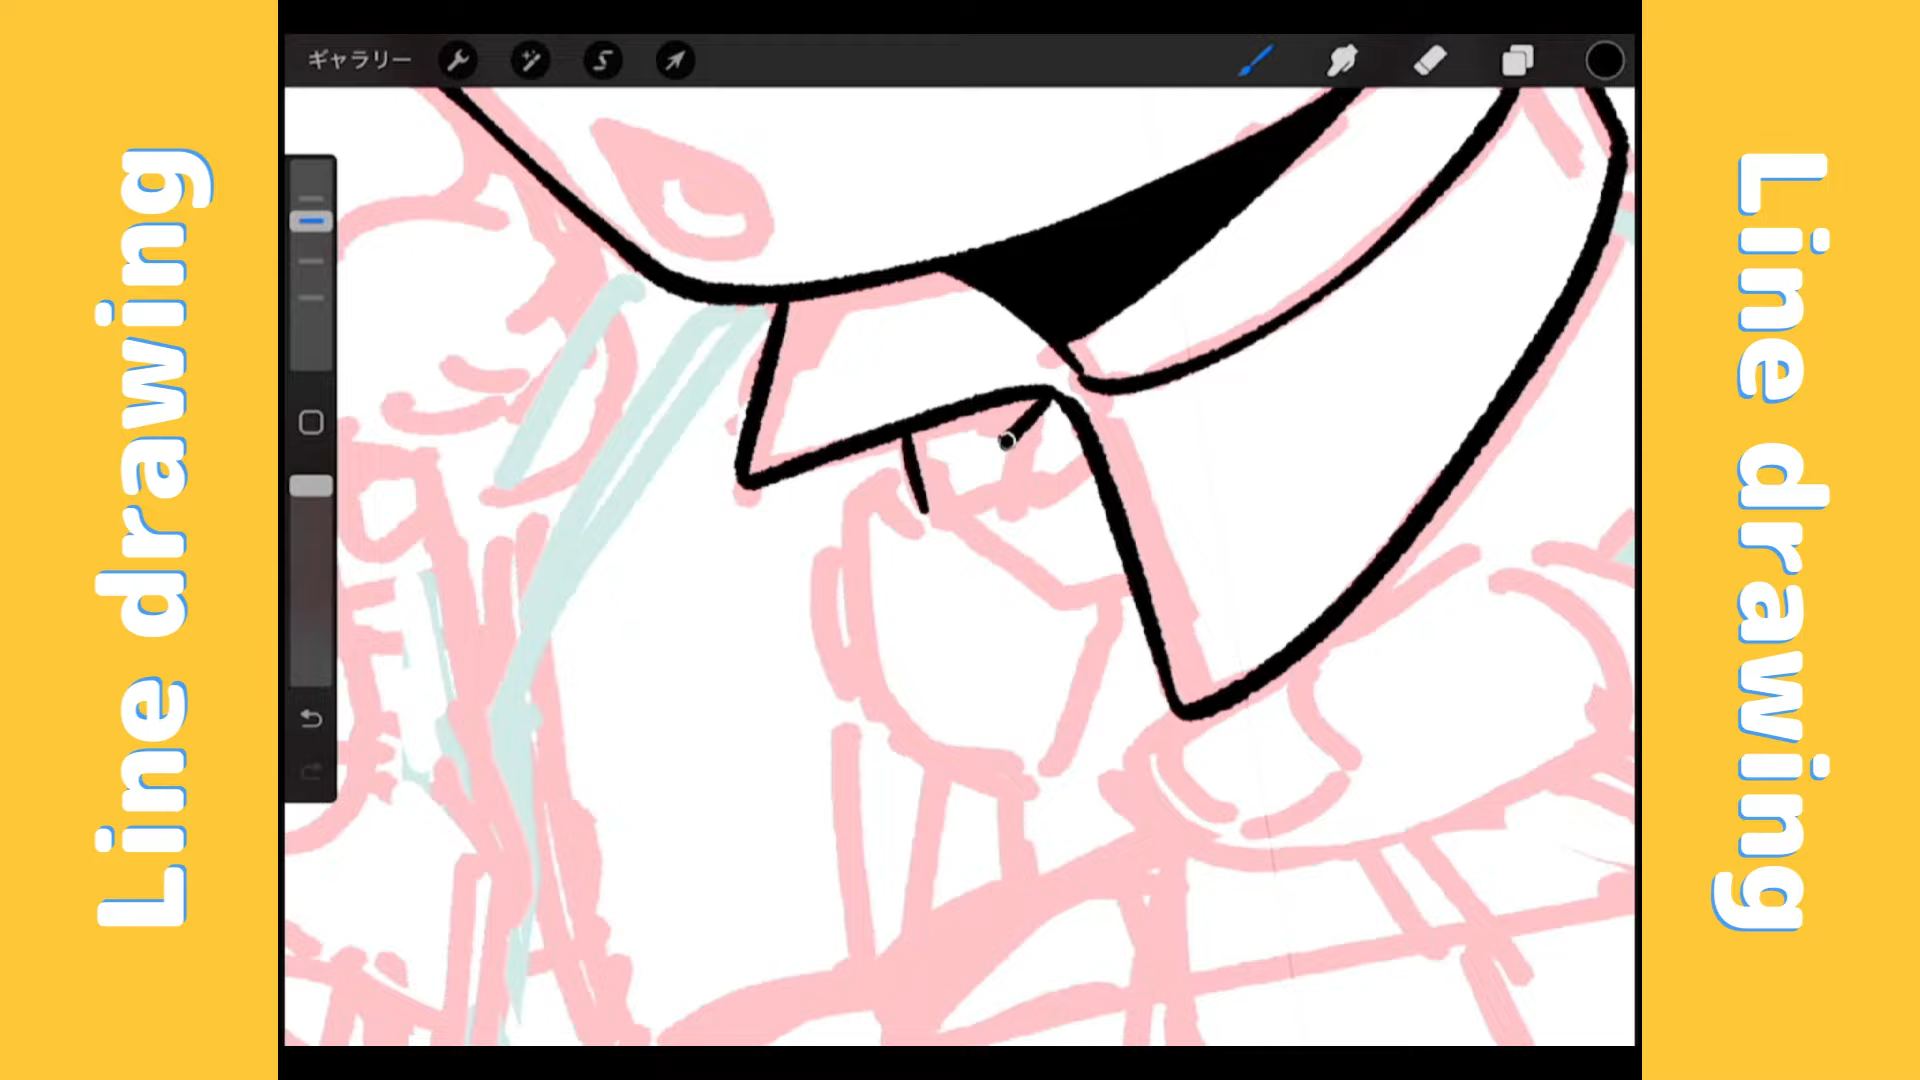 Line drawing
ギャラリー
Line drawing